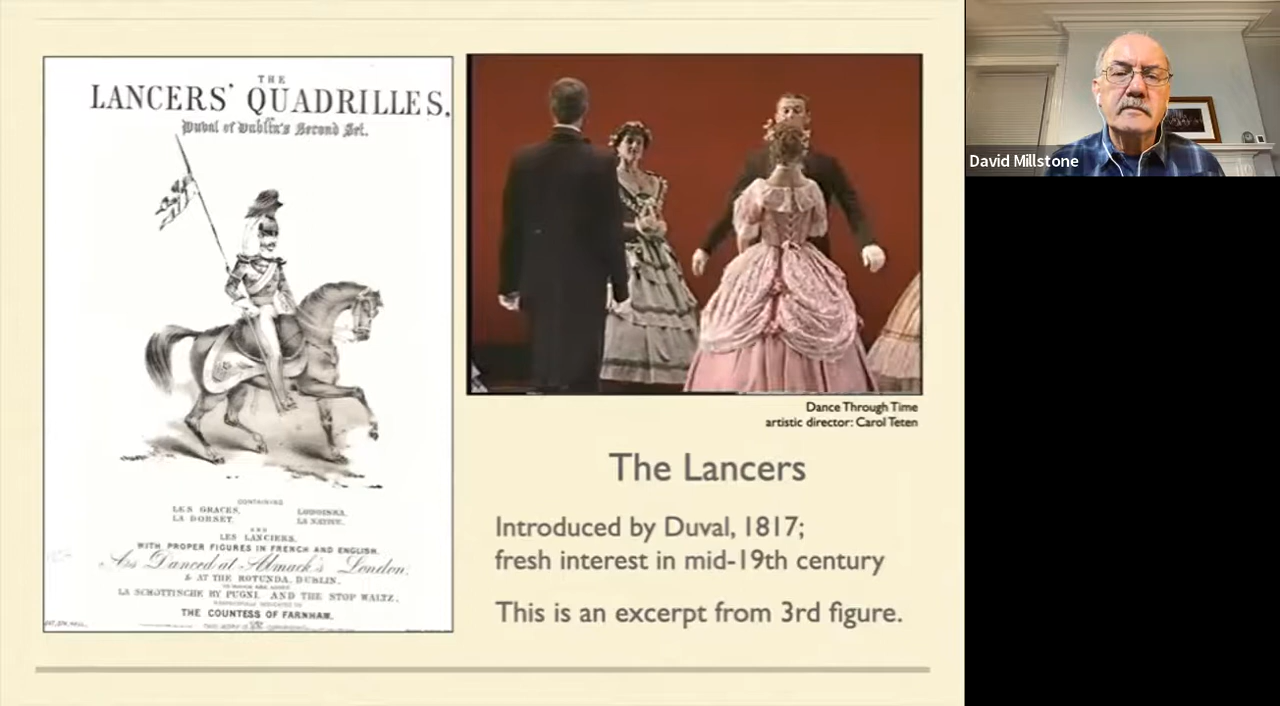 THE
LANCERS' QUADRILLES,
Duval of Dublin's Second Set.
CONTAINING
LES GRACES, LODOISKA,
LA DORSET, LA NATIVE,
AND
LES LANCIERS,
WITH PROPER FIGURES IN FRENCH AND ENGLISH.
As Danced at Almack's London,
& AT THE ROTUNDA, DUBLIN,
LA SCHOTTISCHE BY PUGNI, AND THE STOP WALTZ,
THE COUNTESS OF FARNHAM.
Dance Through Time
artistic director: Carol Teten
The Lancers
Introduced by Duval, 1817;
fresh interest in mid-19th century
This is an excerpt from 3rd figure.
David Millstone